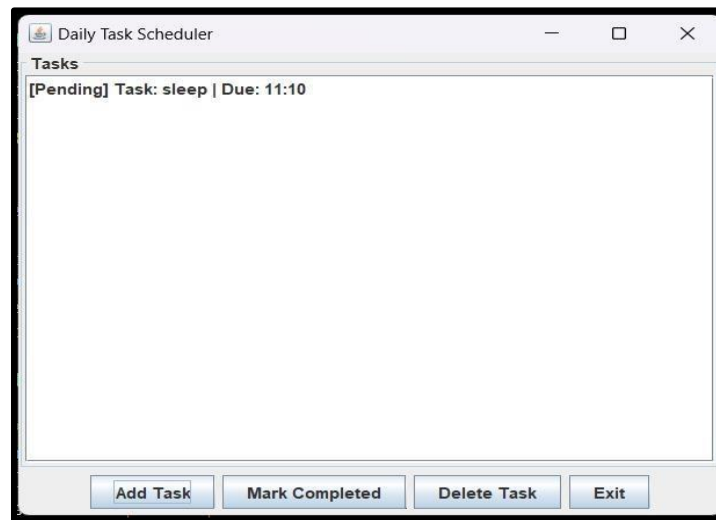 Daily Task Scheduler
Tasks
[Pending] Task: sleep | Due: 11:10
Add Task Mark Completed Delete Task Exit